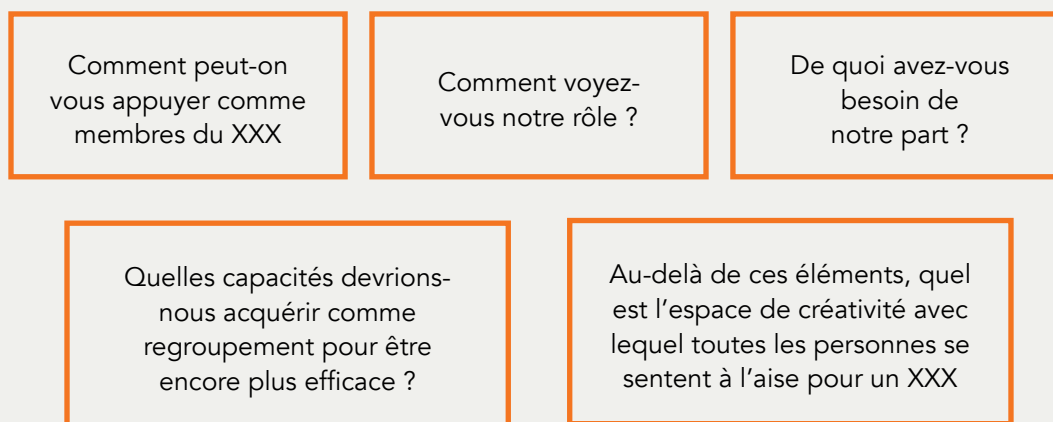 Comment peut-on
vous appuyer comme
membres du XXX
Comment voyez-
vous notre rôle ?
De quoi avez-vous
besoin de
notre part ?
Quelles capacités devrions-
nous acquérir comme
regroupement pour être
encore plus efficace ?
Au-delà de ces éléments, quel
est l’espace de créativité avec
lequel toutes les personnes se
sentent à l’aise pour un XXX